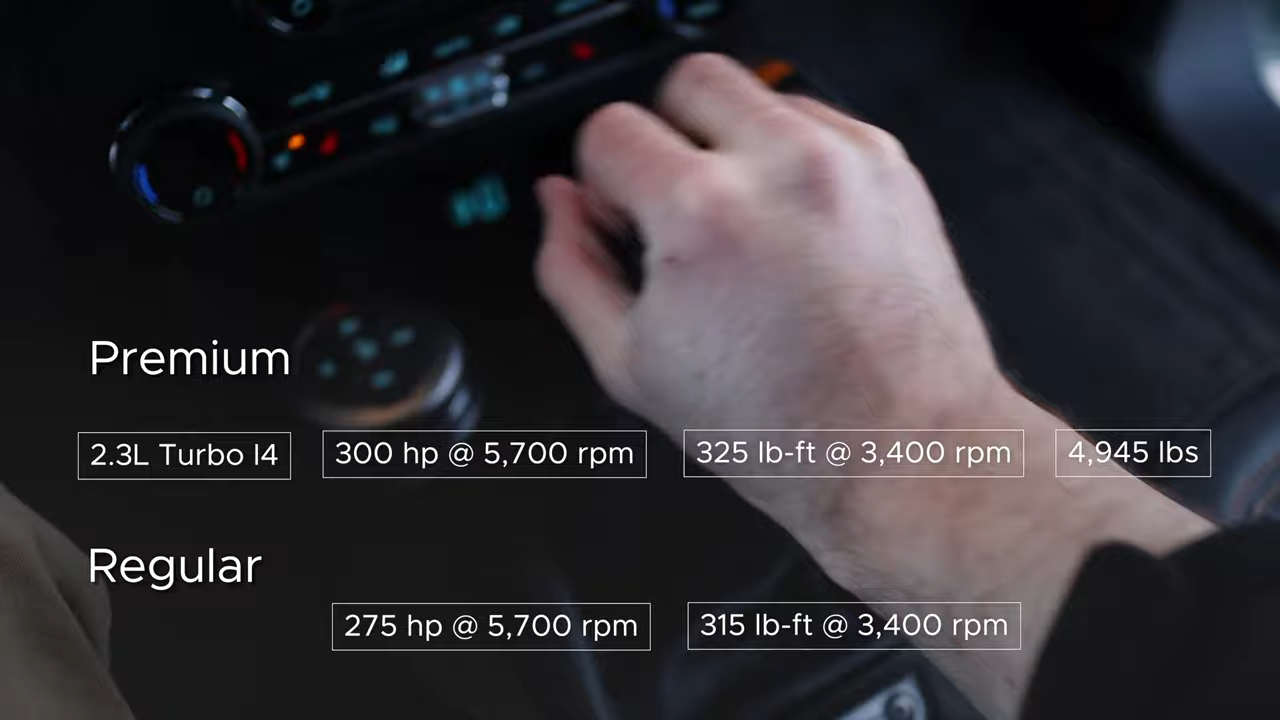 Premium
2.3L Turbo I4 300 hp @ 5,700 rpm 325 lb-ft @ 3,400 rpm 4,945 lbs
Regular
275 hp @ 5,700 rpm 315 lb-ft @ 3,400 rpm